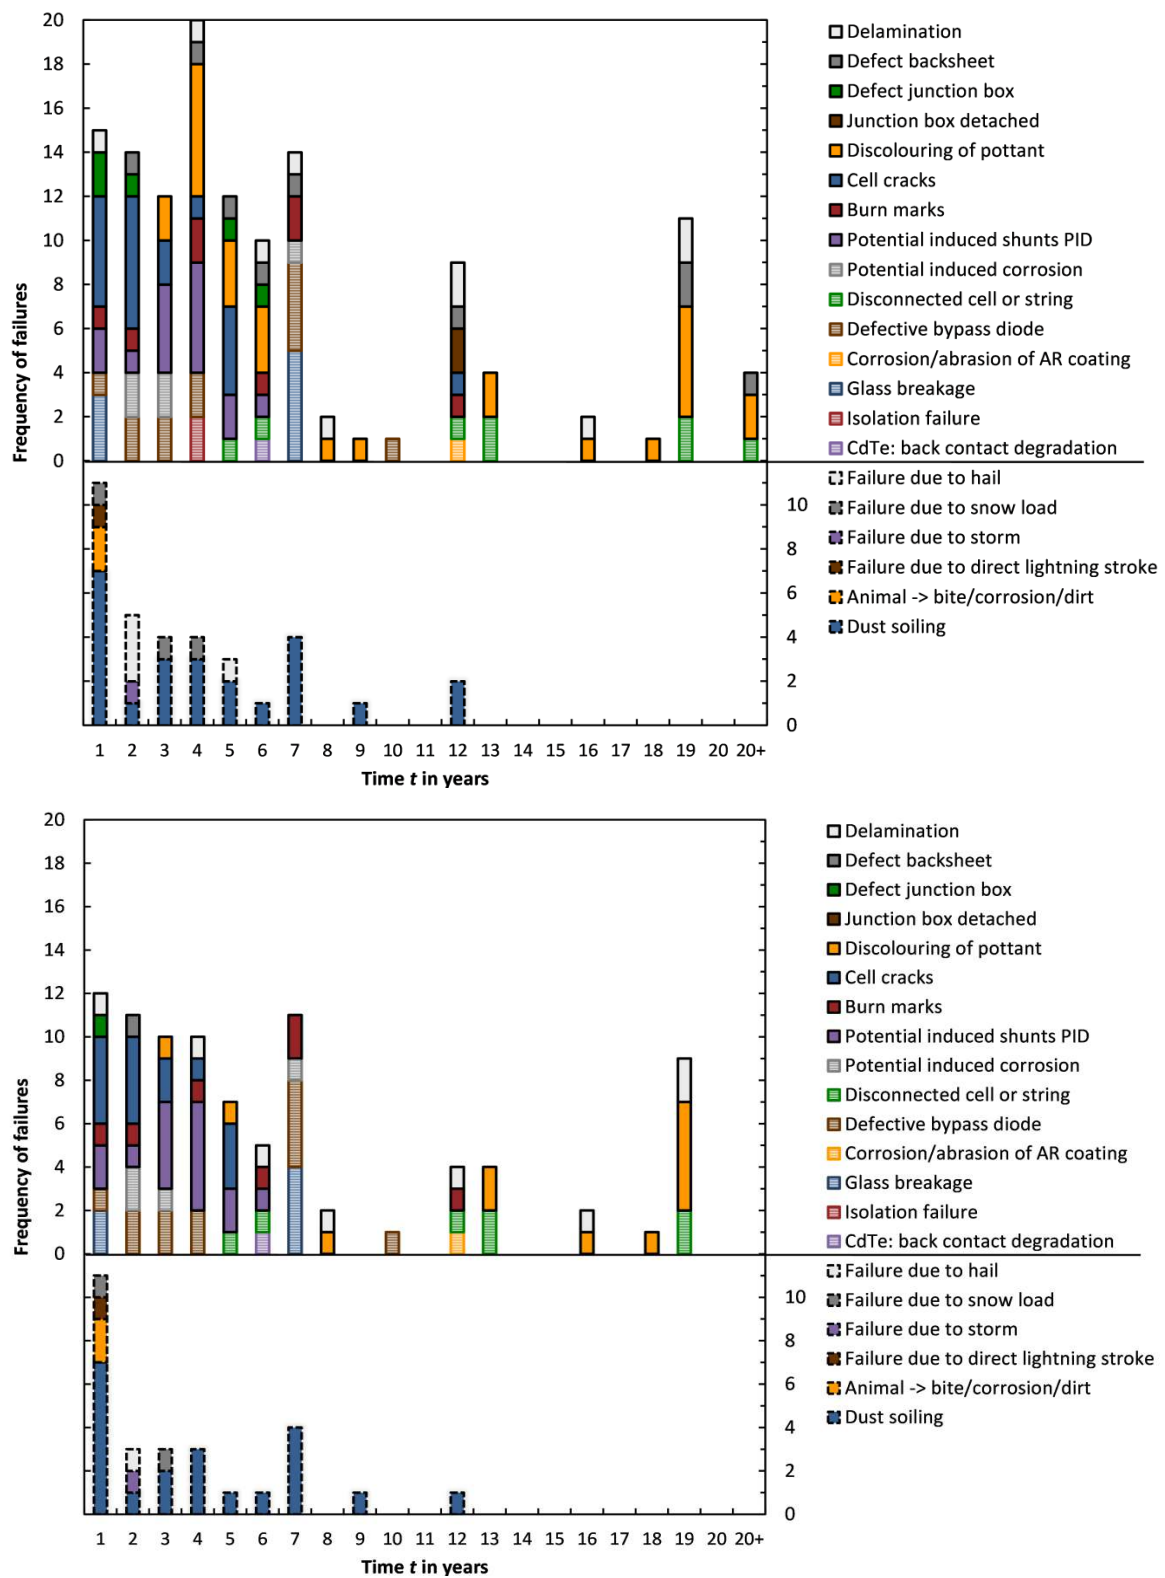 20
18
16
14
12
10
8
6
4
2
0
Frequency of failures
Delamination
Defect backsheet
Defect junction box
Junction box detached
Discolouring of pottant
Cell cracks
Burn marks
Potential induced shunts PID
Potential induced corrosion
Disconnected cell or string
Defective bypass diode
Corrosion/abrasion of AR coating
Glass breakage
Isolation failure
CdTe: back contact degradation
10
8
6
4
2
0
Failure due to hail
Failure due to snow load
Failure due to storm
Failure due to direct lightning stroke
Animal -> bite/corrosion/dirt
Dust soiling
1 2 3 4 5 6 7 8 9 10 11 12 13 14 15 16 17 18 19 20 20+
Time t in years
20
18
16
14
12
10
8
6
4
2
0
Frequency of failures
Delamination
Defect backsheet
Defect junction box
Junction box detached
Discolouring of pottant
Cell cracks
Burn marks
Potential induced shunts PID
Potential induced corrosion
Disconnected cell or string
Defective bypass diode
Corrosion/abrasion of AR coating
Glass breakage
Isolation failure
CdTe: back contact degradation
10
8
6
4
2
0
Failure due to hail
Failure due to snow load
Failure due to storm
Failure due to direct lightning stroke
Animal -> bite/corrosion/dirt
Dust soiling
1 2 3 4 5 6 7 8 9 10 11 12 13 14 15 16 17 18 19 20 20+
Time t in years